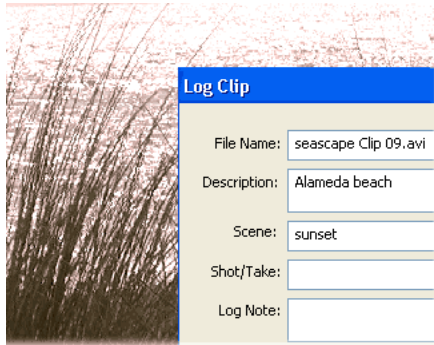 Log Clip
File Name: seascape Clip 09.avi
Description: Alameda beach
Scene: sunset
Shot/Take:
Log Note: